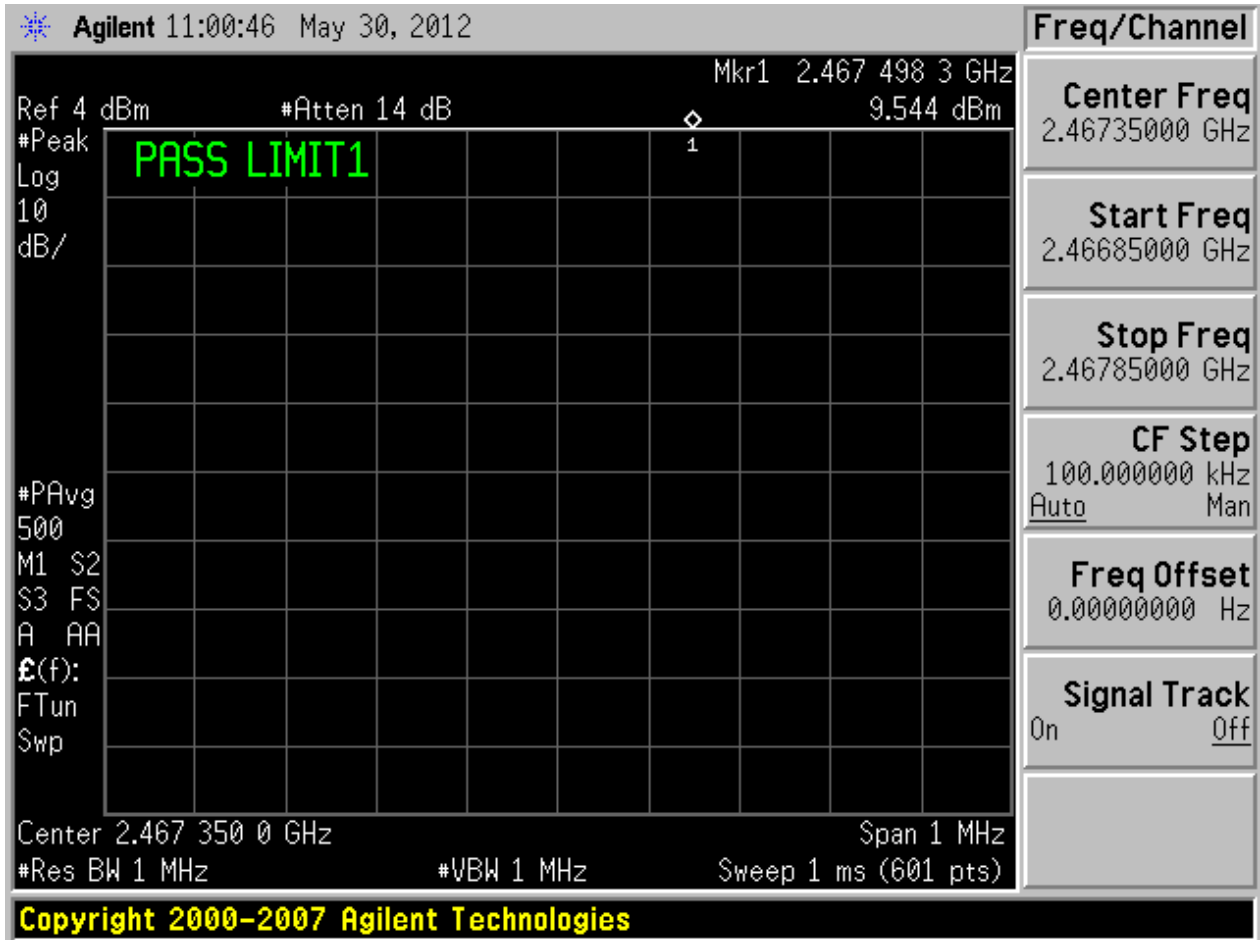 Agilent 11:00:46 May 30, 2012
Mkr1 2.467 498 3 GHz
Ref 4 dBm #Atten 14 dB 9.544 dBm
#Peak
Log
10
dB/
PASS LIMIT1
1
#PAvg
500
M1 S2
S3 FS
A AA
£(f):
FTun
Swp
Center 2.467 350 0 GHz Span 1 MHz
#Res BW 1 MHz #VBW 1 MHz Sweep 1 ms (601 pts)
Copyright 2000-2007 Agilent Technologies
Freq/Channel
Center Freq
2.46735000 GHz
Start Freq
2.46685000 GHz
Stop Freq
2.46785000 GHz
CF Step
100.000000 kHz
Auto Man
Freq Offset
0.00000000 Hz
Signal Track
On Off